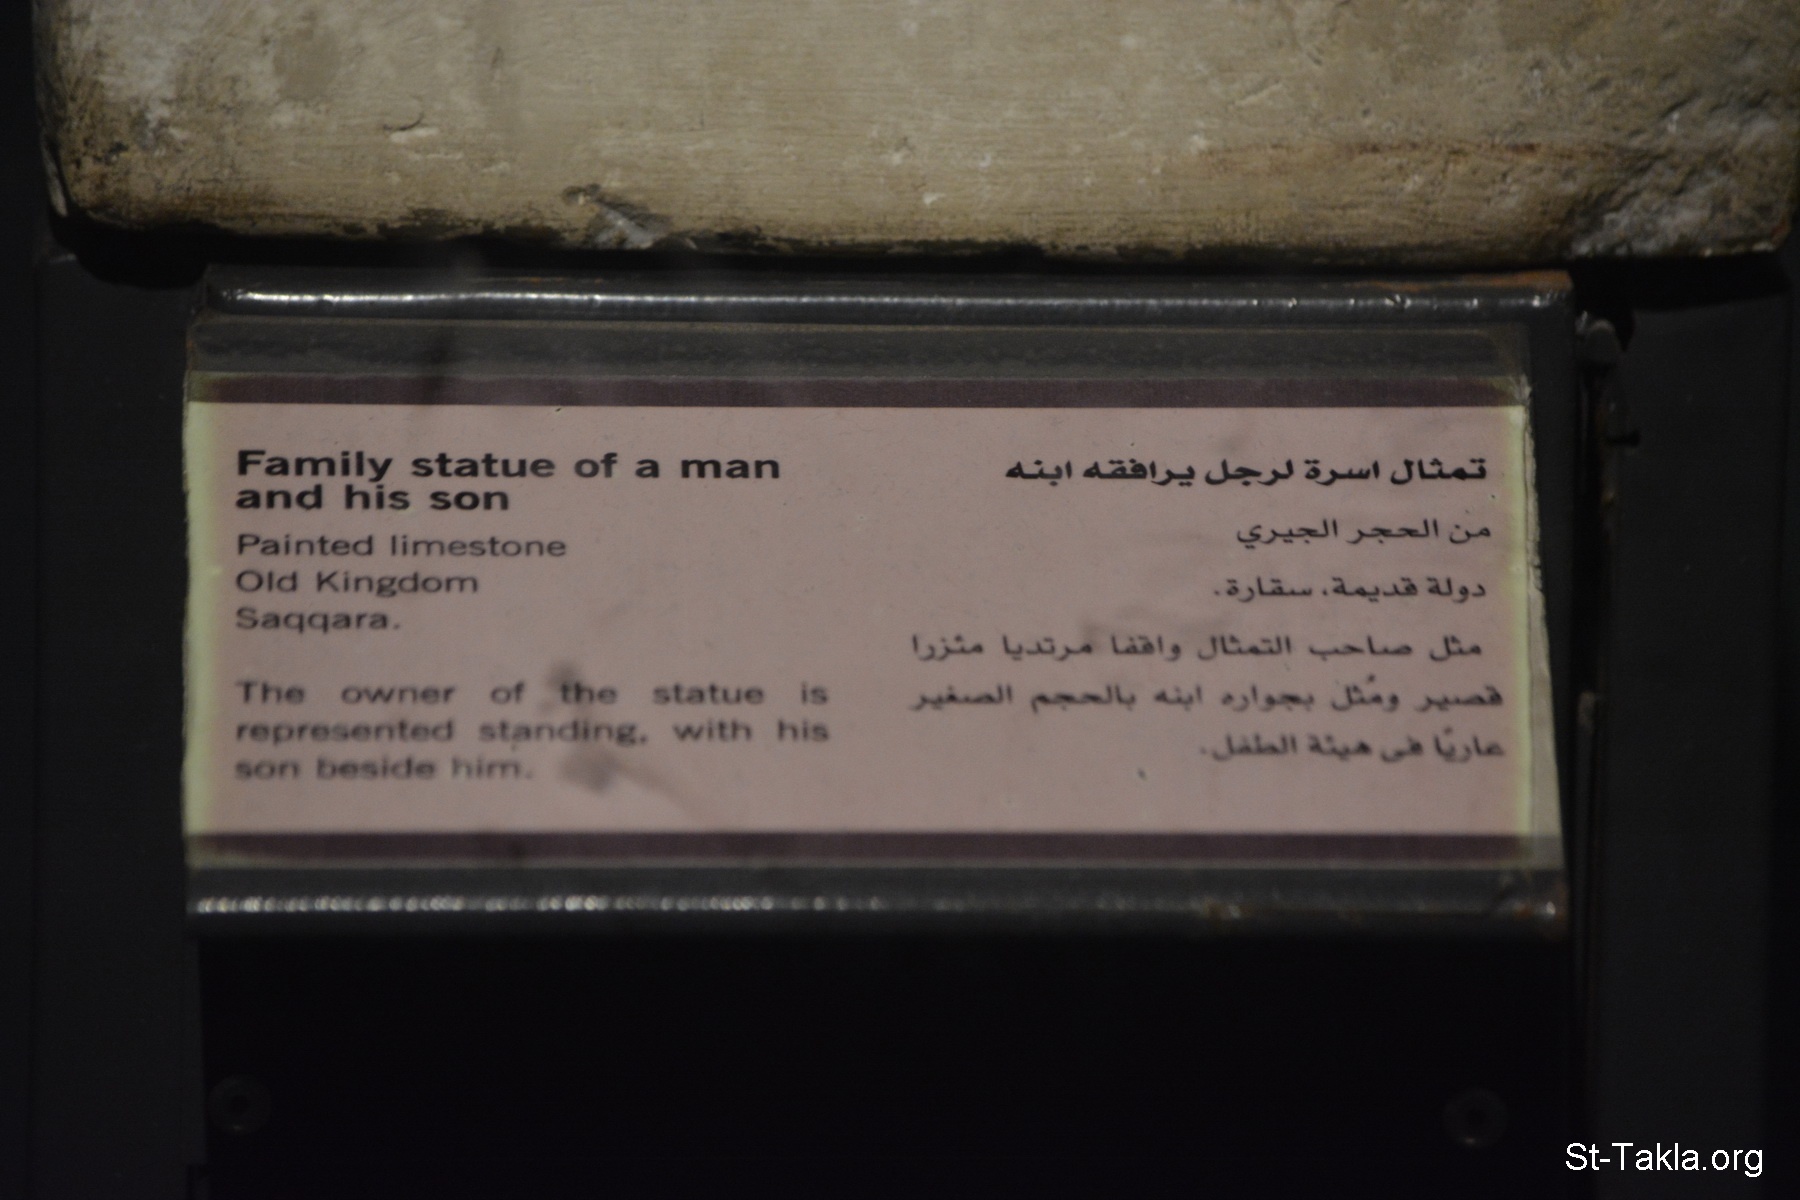 Family statue of a man
and his son
Painted limestone
Old Kingdom
Saqqara.
The owner of the statue is
represented standing, with his
son beside him.
تمثال اسرة لرجل يرافقه ابنه
من الحجر الجيري
دولة قديمة، سقارة.
مثل صاحب التمثال واقفا مرتديا مئزرا
قصير ومُثل بجواره ابنه بالحجم الصغير
عاريًا فى هيئة الطفل.
St-Takla.org